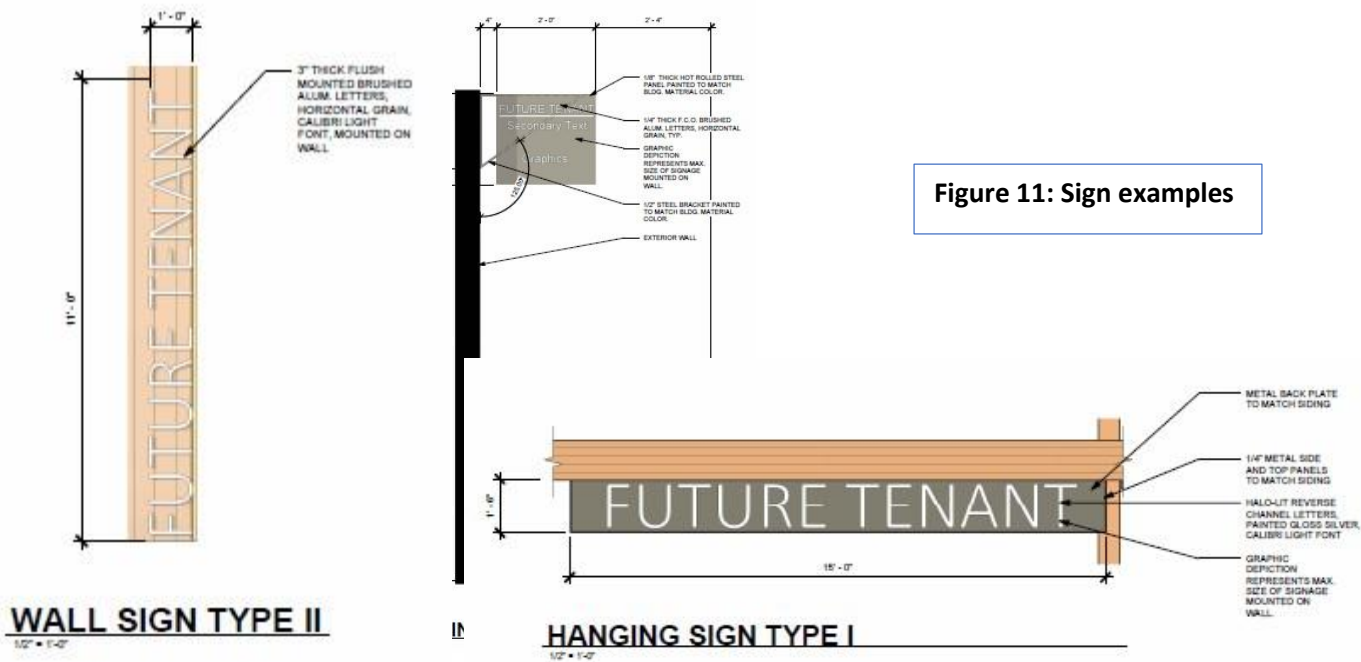 1' - 0"
3" THICK FLUSH
MOUNTED BRUSHED
ALUM. LETTERS,
HORIZONTAL GRAIN,
CALIBRI LIGHT
FONT, MOUNTED ON
WALL
11' - 0"
FUTURE TENANT
WALL SIGN TYPE II
1/2" = 1'-0"
4"
2' - 0"
2' - 4"
1/8" THICK HOT ROLLED STEEL
PANEL PAINTED TO MATCH
BLDG. MATERIAL COLOR.
FUTURE TENANT
Secondary Text
Graphics
1/4" THICK F.C.O. BRUSHED
ALUM. LETTERS, HORIZONTAL
GRAIN, TYP.
GRAPHIC
DEPICTION
REPRESENTS MAX.
SIZE OF SIGNAGE
MOUNTED ON
WALL.
1/2" STEEL BRACKET PAINTED
TO MATCH BLDG. MATERIAL
COLOR.
EXTERIOR WALL
Figure 11: Sign examples
METAL BACK PLATE
TO MATCH SIDING
1/4" METAL SIDE
AND TOP PANELS
TO MATCH SIDING
HALO-LIT REVERSE
CHANNEL LETTERS,
PAINTED GLOSS SILVER,
CALIBRI LIGHT FONT
GRAPHIC
DEPICTION
REPRESENTS MAX.
SIZE OF SIGNAGE
MOUNTED ON
WALL.
1' - 6"
FUTURE TENANT
15' - 0"
HANGING SIGN TYPE I
1/2" = 1'-0"